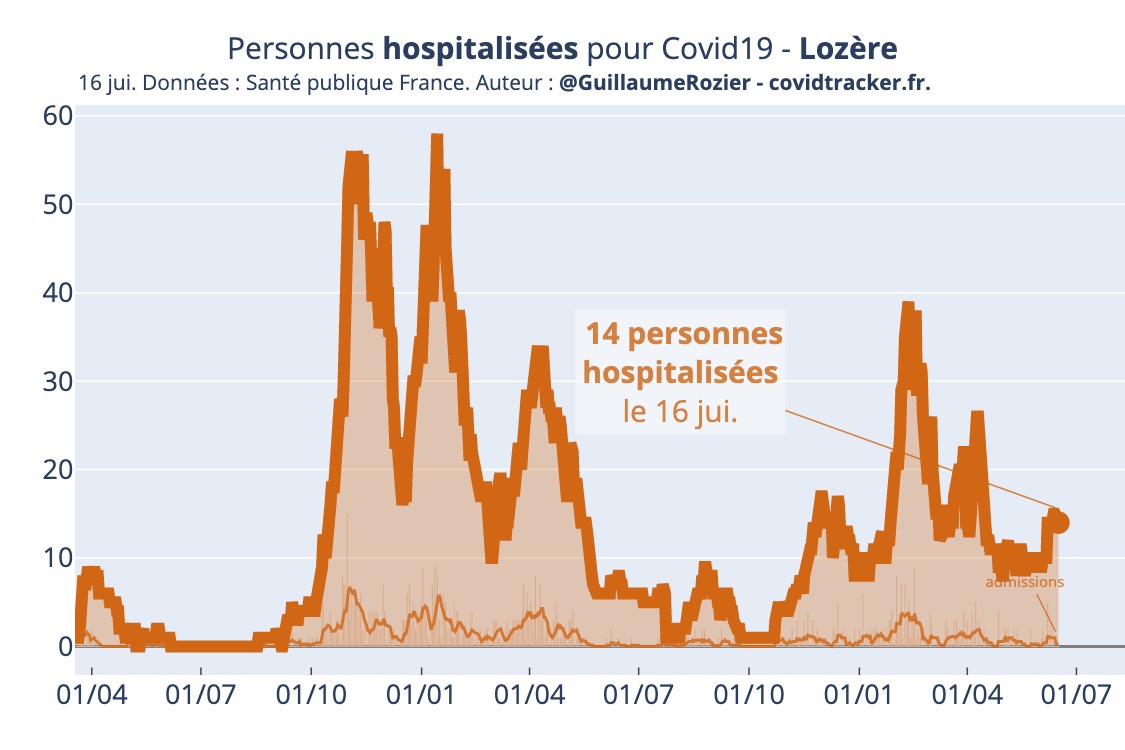 Personnes hospitalisées pour Covid19 - Lozère
16 jui. Données : Santé publique France. Auteur : @GuillaumeRozier - covidtracker.fr.
60
50
40
30
20
10
0
14 personnes
hospitalisées
le 16 jui.
admissions
01/04 01/07 01/10 01/01 01/04 01/07 01/10 01/01 01/04 01/07